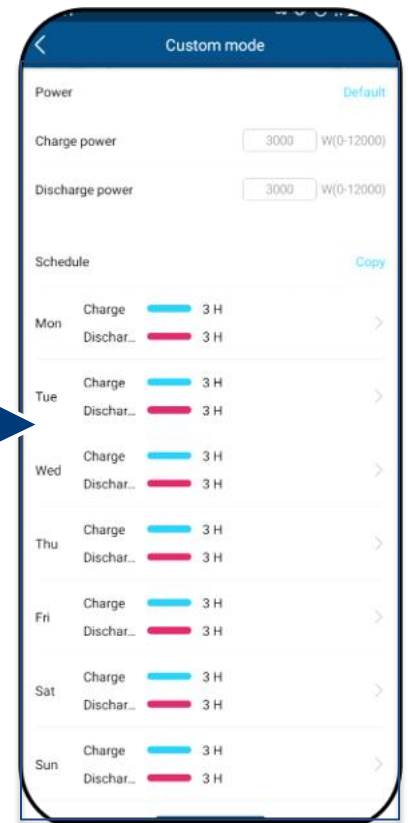 Custom mode
Power Default
Charge power 3000 W(0-12000)
Discharge power 3000 W(0-12000)
Schedule Copy
Mon Charge 3 H
Dischar... 3 H
Tue Charge 3 H
Dischar... 3 H
Wed Charge 3 H
Dischar... 3 H
Thu Charge 3 H
Dischar... 3 H
Fri Charge 3 H
Dischar... 3 H
Sat Charge 3 H
Dischar... 3 H
Sun Charge 3 H
Dischar... 3 H